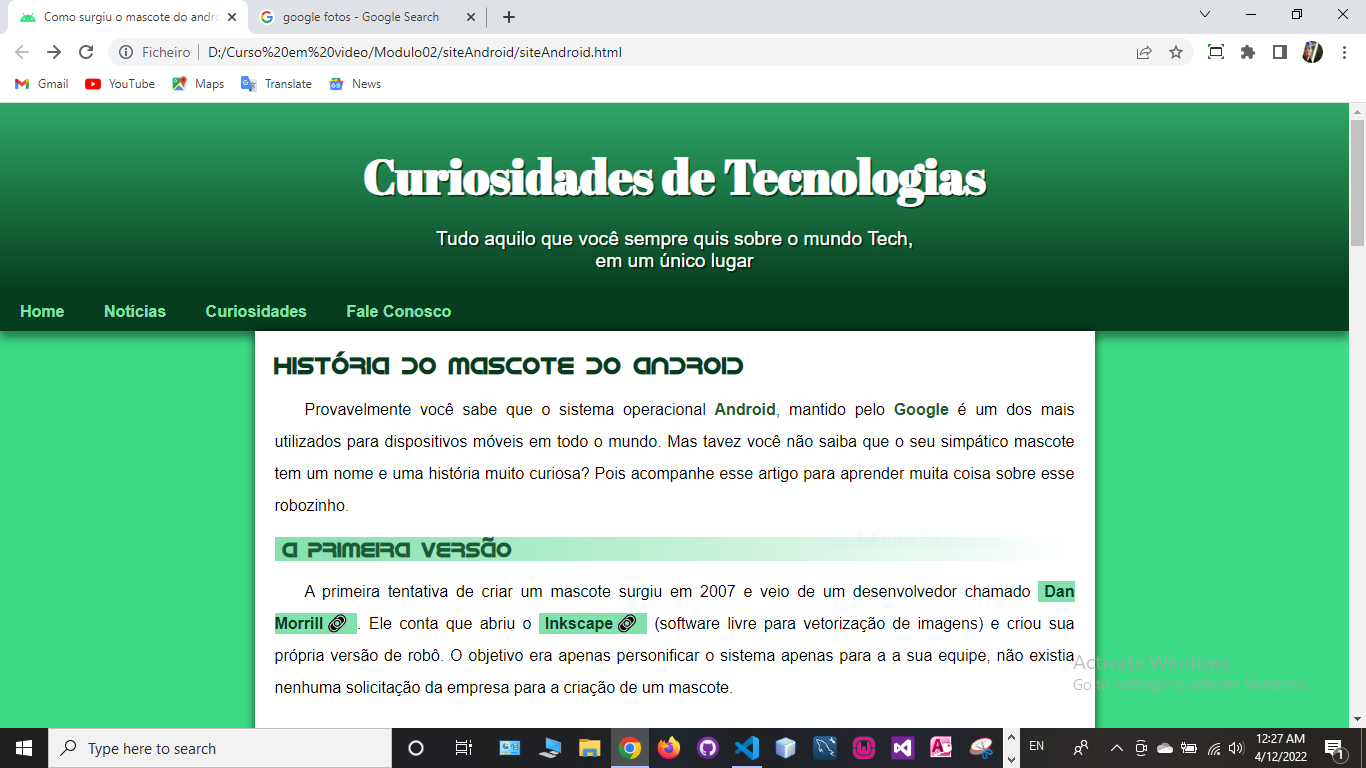 Como surgiu o mascote do andro
google fotos - Google Search
Ficheiro
D:/Curso%20em%20video/Modulo02/siteAndroid/siteAndroid.html
Gmail
YouTube
Maps
Translate
News
Curiosidades de Tecnologias
Tudo aquilo que você sempre quis sobre o mundo Tech,
em um único lugar
Home
Notícias
Curiosidades
Fale Conosco
História do mascote do Android
Provavelmente você sabe que o sistema operacional Android, mantido pelo Google é um dos mais
utilizados para dispositivos móveis em todo o mundo. Mas tavez você não saiba que o seu simpático mascote
tem um nome e uma história muito curiosa? Pois acompanhe esse artigo para aprender muita coisa sobre esse
robozinho.
Full-screen Snip
A primeira versão
A primeira tentativa de criar um mascote surgiu em 2007 e veio de um desenvolvedor chamado Dan
Morrill . Ele conta que abriu o Inkscape (software livre para vetorização de imagens) e criou sua
própria versão de robô. O objetivo era apenas personificar o sistema apenas para a a sua equipe, não existia
nenhuma solicitação da empresa para a criação de um mascote.
Activate Windows
Go to Settings to activate Windows.
Type here to search
EN
12:27 AM
4/12/2022
1